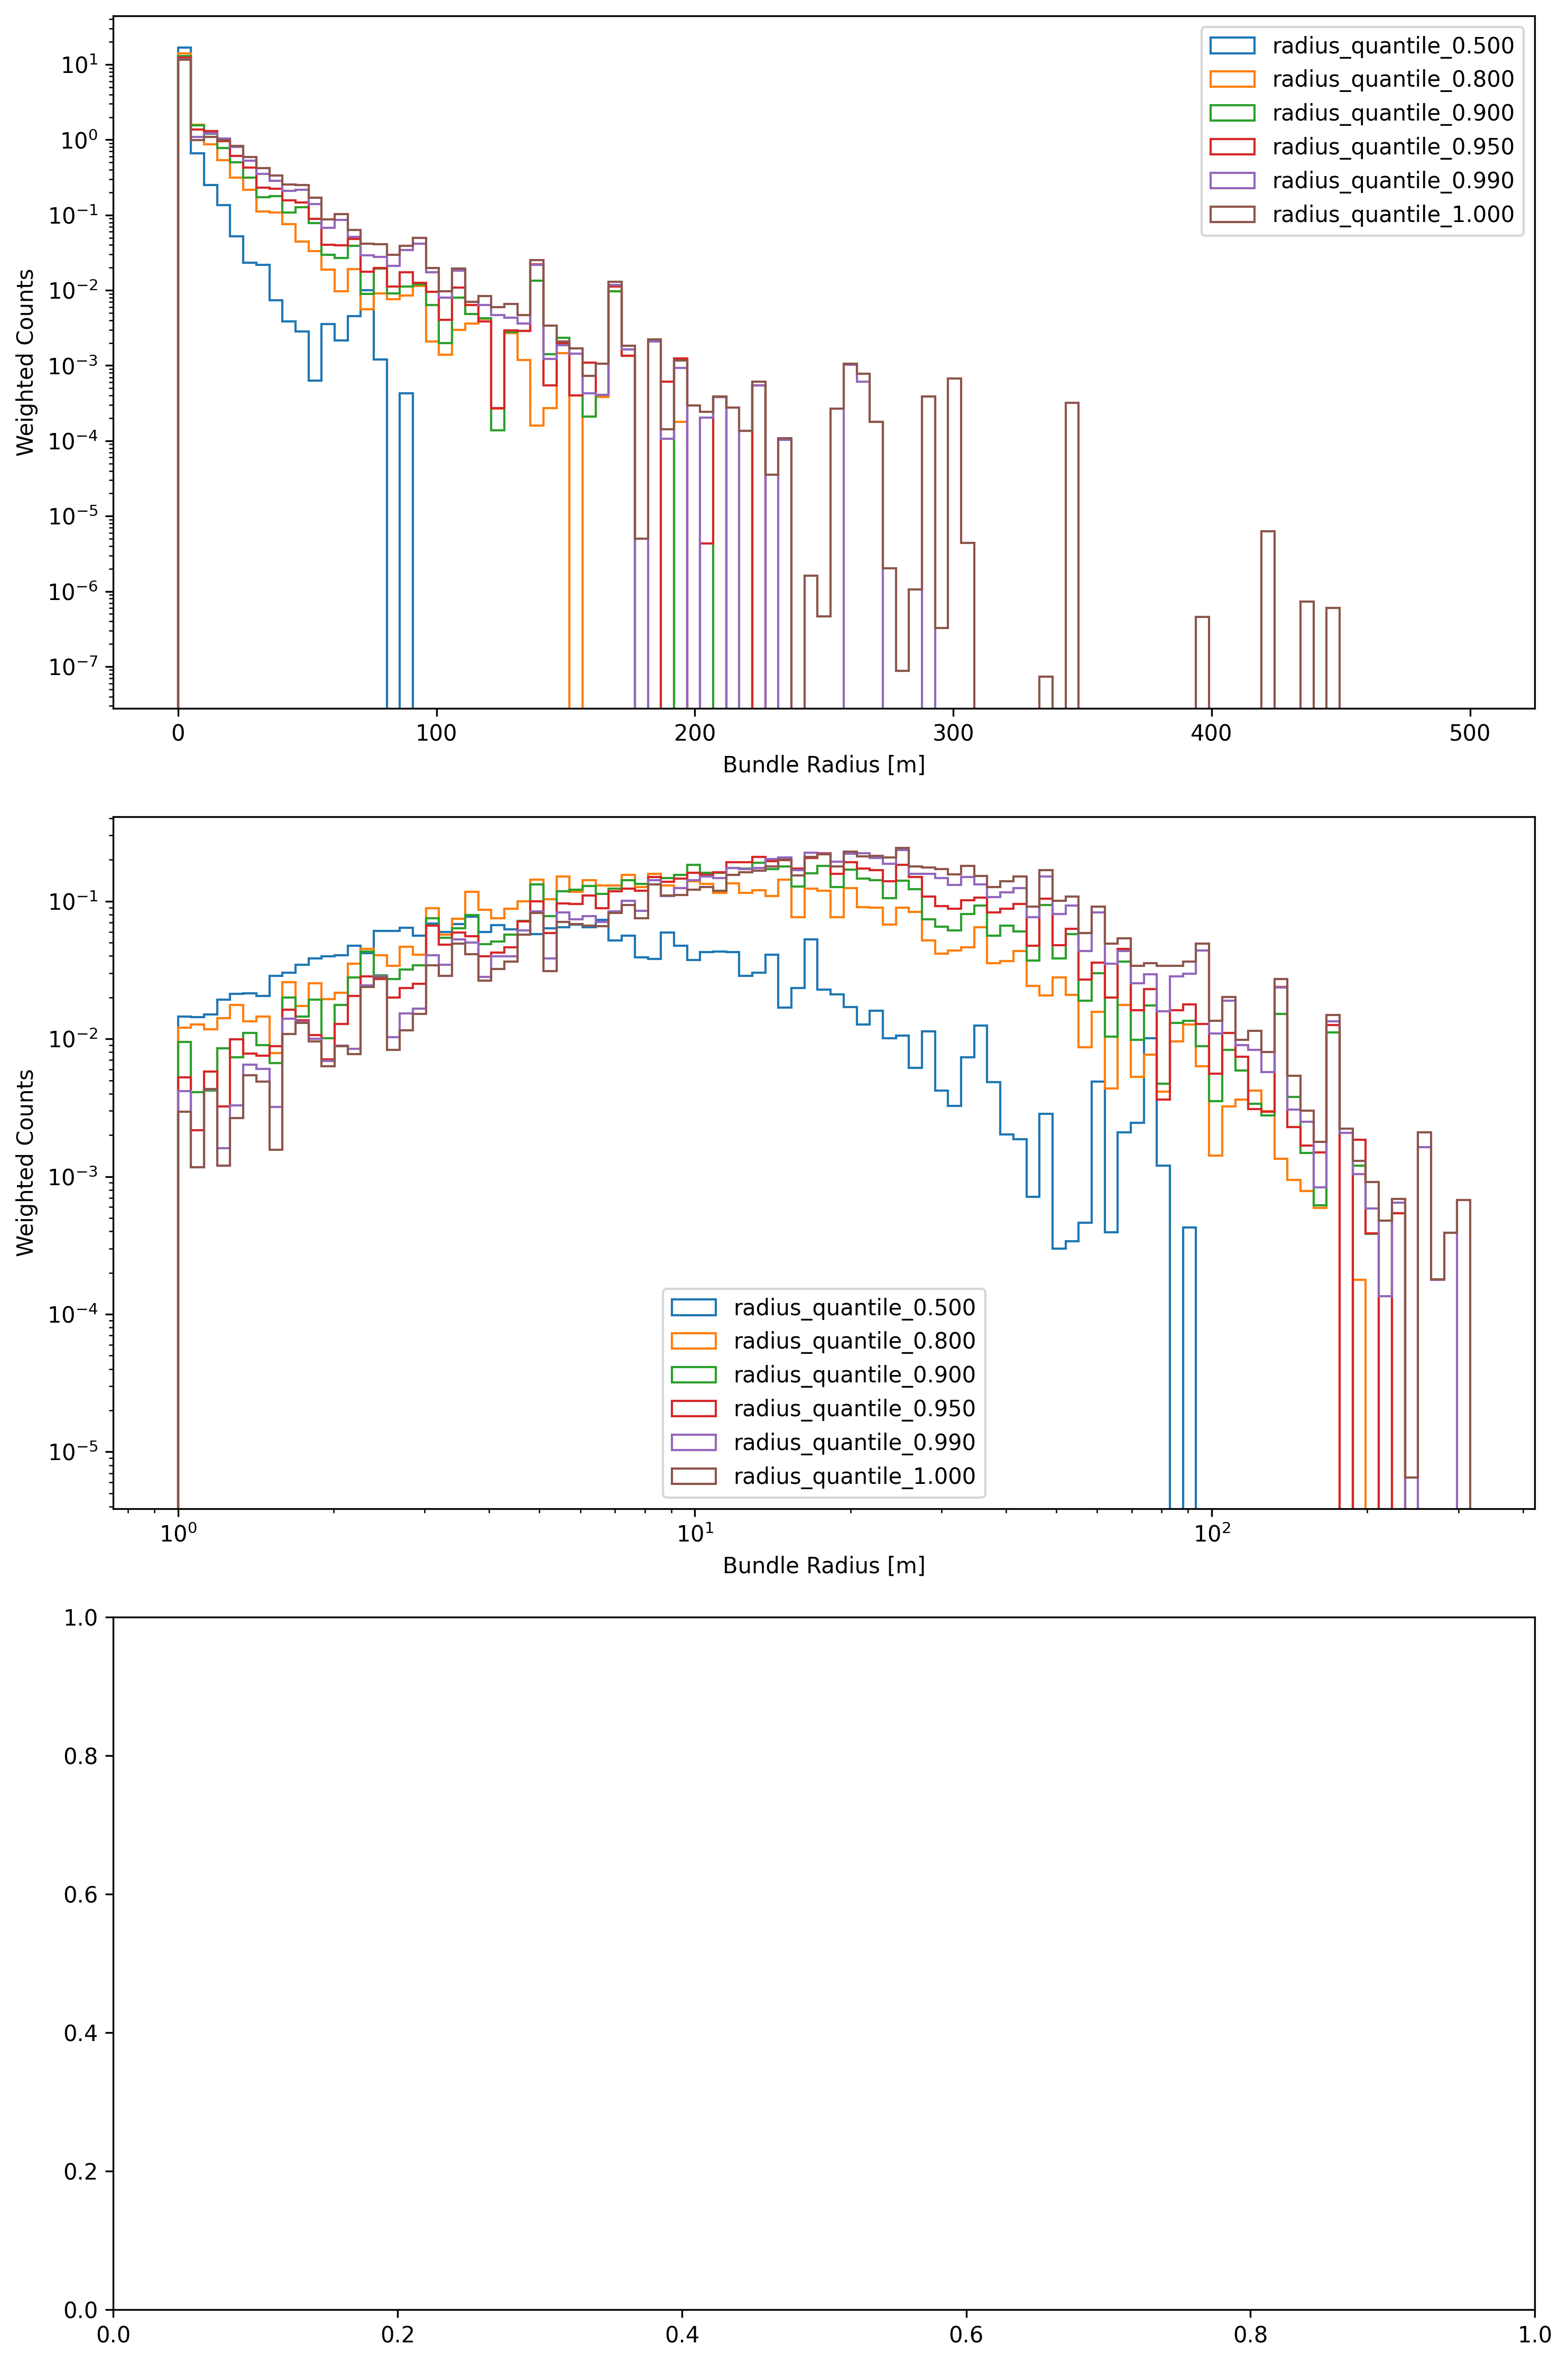 10¹
10⁰
10⁻¹
10⁻²
10⁻³
10⁻⁴
10⁻⁵
10⁻⁶
10⁻⁷
Weighted Counts
radius_quantile_0.500
radius_quantile_0.800
radius_quantile_0.900
radius_quantile_0.950
radius_quantile_0.990
radius_quantile_1.000
0 100 200 300 400 500
Bundle Radius [m]
10⁻¹
10⁻²
10⁻³
10⁻⁴
10⁻⁵
Weighted Counts
radius_quantile_0.500
radius_quantile_0.800
radius_quantile_0.900
radius_quantile_0.950
radius_quantile_0.990
radius_quantile_1.000
10⁰ 10¹ 10²
Bundle Radius [m]
1.0
0.8
0.6
0.4
0.2
0.0
0.0 0.2 0.4 0.6 0.8 1.0